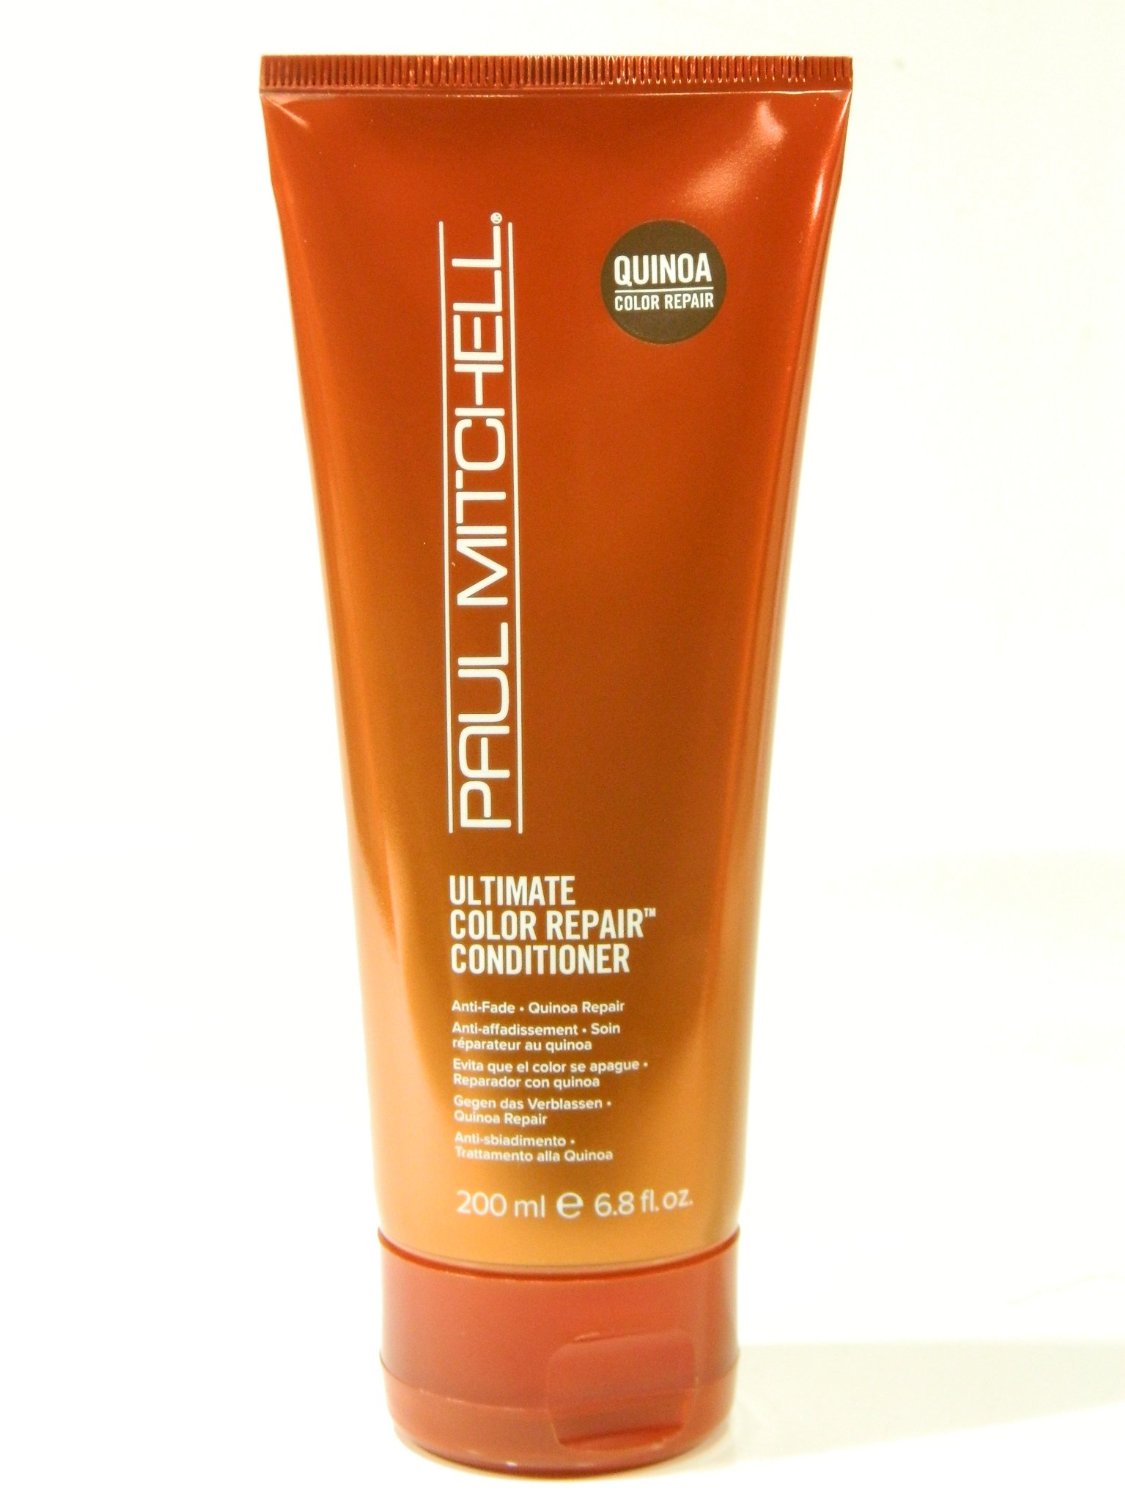 PAUL MITCHELL®
QUINOA
COLOR REPAIR
ULTIMATE
COLOR REPAIR™
CONDITIONER
Anti-Fade • Quinoa Repair
Anti-affadissement • Soin
réparateur au quinoa
Evita que el color se apague •
Reparador con quinoa
Gegen das Verblassen •
Quinoa Repair
Anti-sbiadimento •
Trattamento alla Quinoa
200 ml ℮ 6.8 fl. oz.